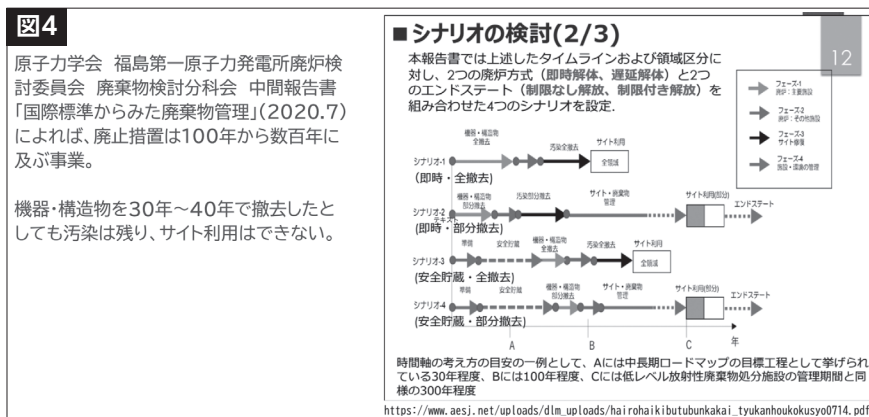 図4
原子力学会 福島第一原子力発電所廃炉検
討委員会 廃棄物検討分科会 中間報告書
「国際標準からみた廃棄物管理」(2020.7)
によれば、廃止措置は100年から数百年に
及ぶ事業。
機器・構造物を30年～40年で撤去したと
しても汚染は残り、サイト利用はできない。
■シナリオの検討(2/3)
12
本報告書では上述したタイムラインおよび領域区分に
対し、2つの廃炉方式（即時解体、遅延解体）と2つ
のエンドステート（制限なし解放、制限付き解放）を
組み合わせた4つのシナリオを設定.
フェーズ-1
廃炉：主要施設
フェーズ-2
廃炉：その他施設
フェーズ-3
サイト修復
フェーズ-4
施設・環境の管理
機器・構造物
全撤去
汚染全撤去
サイト利用
シナリオ-1
全領域
(即時・全撤去)
機器・構造物
部分撤去
汚染部分撤去
サイト・廃棄物
管理
サイト利用(部分)
エンドステート
シナリオ-2
テキスト
(即時・部分撤去)
準備
安全貯蔵
機器・構造物
全撤去
汚染全撤去
サイト利用
シナリオ-3
全領域
(安全貯蔵・全撤去)
準備
安全貯蔵
機器・構造物
部分撤去
サイト・廃棄物
管理
サイト利用(部分)
エンドステート
シナリオ-4
(安全貯蔵・部分撤去)
A
B
C
年
時間軸の考え方の目安の一例として、Aには中長期ロードマップの目標工程として挙げられ
ている30年程度、Bには100年程度、Cには低レベル放射性廃棄物処分施設の管理期間と同
様の300年程度
https://www.aesj.net/uploads/dlm_uploads/hairohaikibutubunkakai_tyukanhoukokusyo0714.pdf